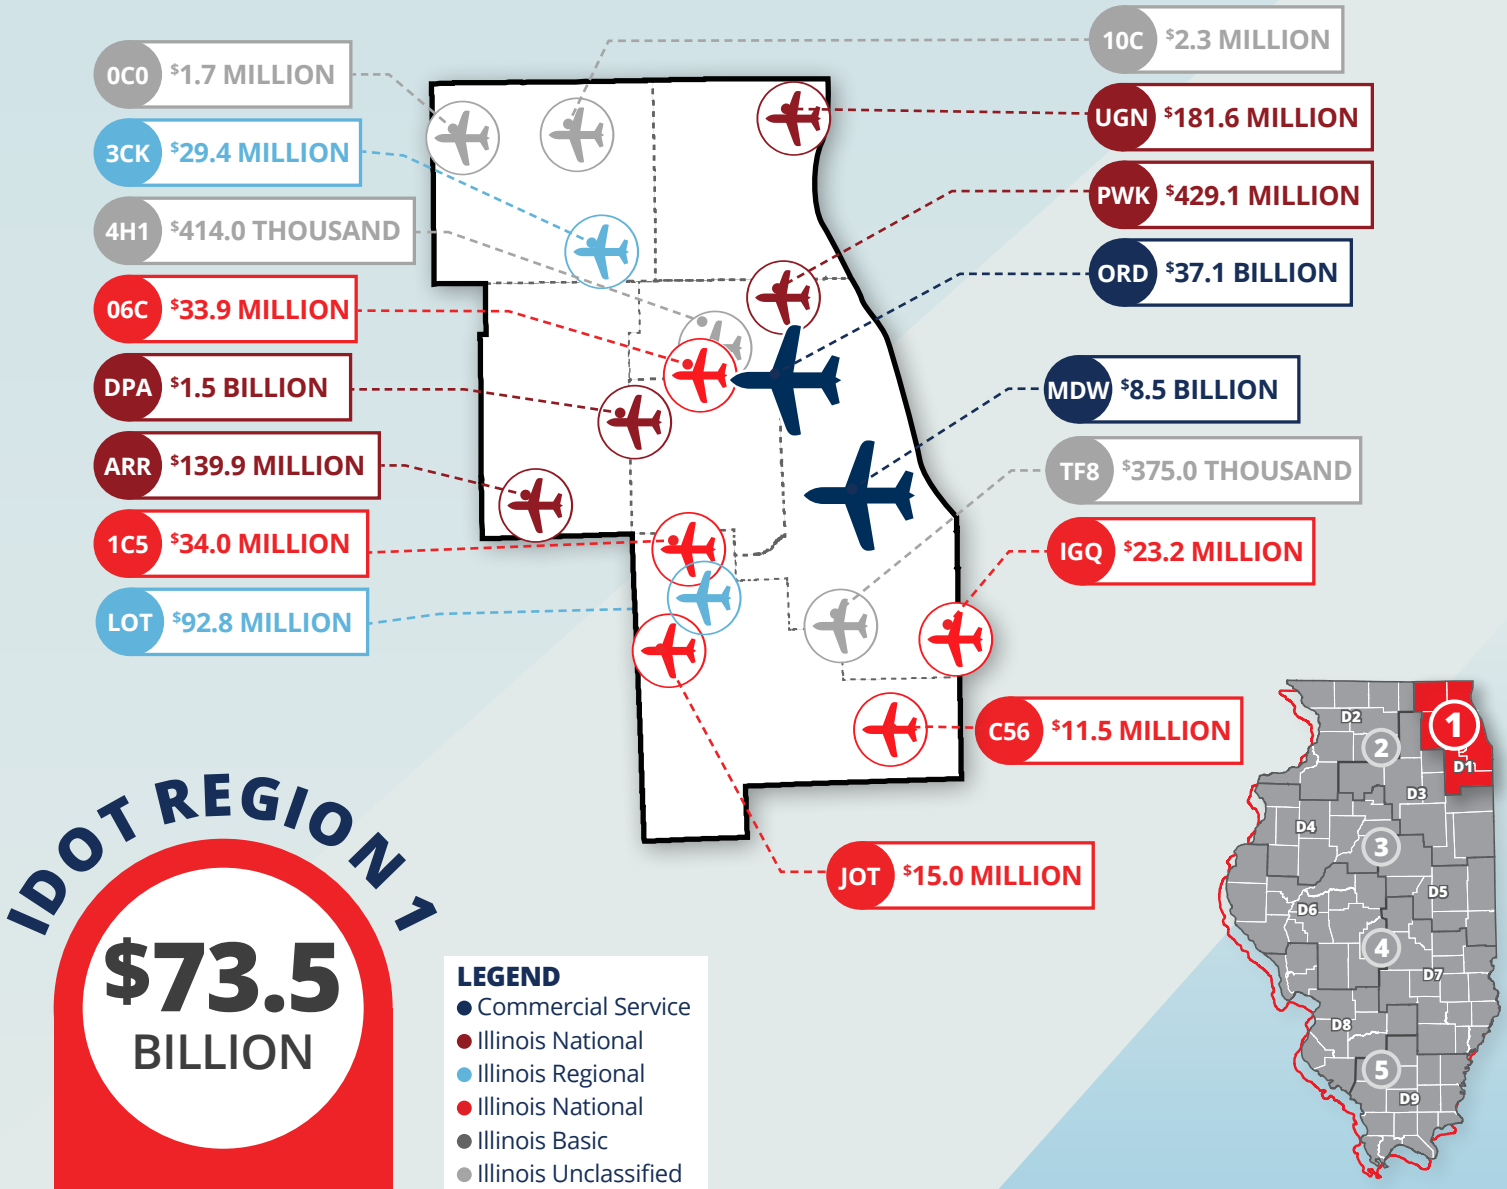 0C0 $1.7 MILLION
3CK $29.4 MILLION
4H1 $414.0 THOUSAND
06C $33.9 MILLION
DPA $1.5 BILLION
ARR $139.9 MILLION
1C5 $34.0 MILLION
LOT $92.8 MILLION
10C $2.3 MILLION
UGN $181.6 MILLION
PWK $429.1 MILLION
ORD $37.1 BILLION
MDW $8.5 BILLION
TF8 $375.0 THOUSAND
IGQ $23.2 MILLION
C56 $11.5 MILLION
JOT $15.0 MILLION
IDOT REGION 1
$73.5
BILLION
LEGEND
Commercial Service
Illinois National
Illinois Regional
Illinois National
Illinois Basic
Illinois Unclassified
D2
1
2
D1
D3
D4
3
D5
D6
4
D7
D8
5
D9